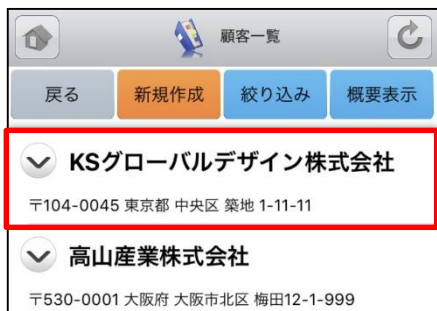 顧客一覧
戻る 新規作成 絞り込み 概要表示
KSグローバルデザイン株式会社
〒104-0045 東京都 中央区 築地 1-11-11
高山産業株式会社
〒530-0001 大阪府 大阪市北区 梅田12-1-999